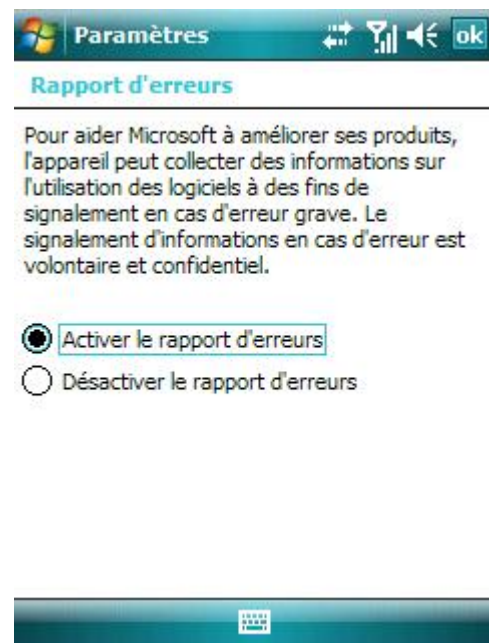 Paramètres
ok
Rapport d'erreurs
Pour aider Microsoft à améliorer ses produits,
l'appareil peut collecter des informations sur
l'utilisation des logiciels à des fins de
signalement en cas d'erreur grave. Le
signalement d'informations en cas d'erreur est
volontaire et confidentiel.
Activer le rapport d'erreurs
Désactiver le rapport d'erreurs